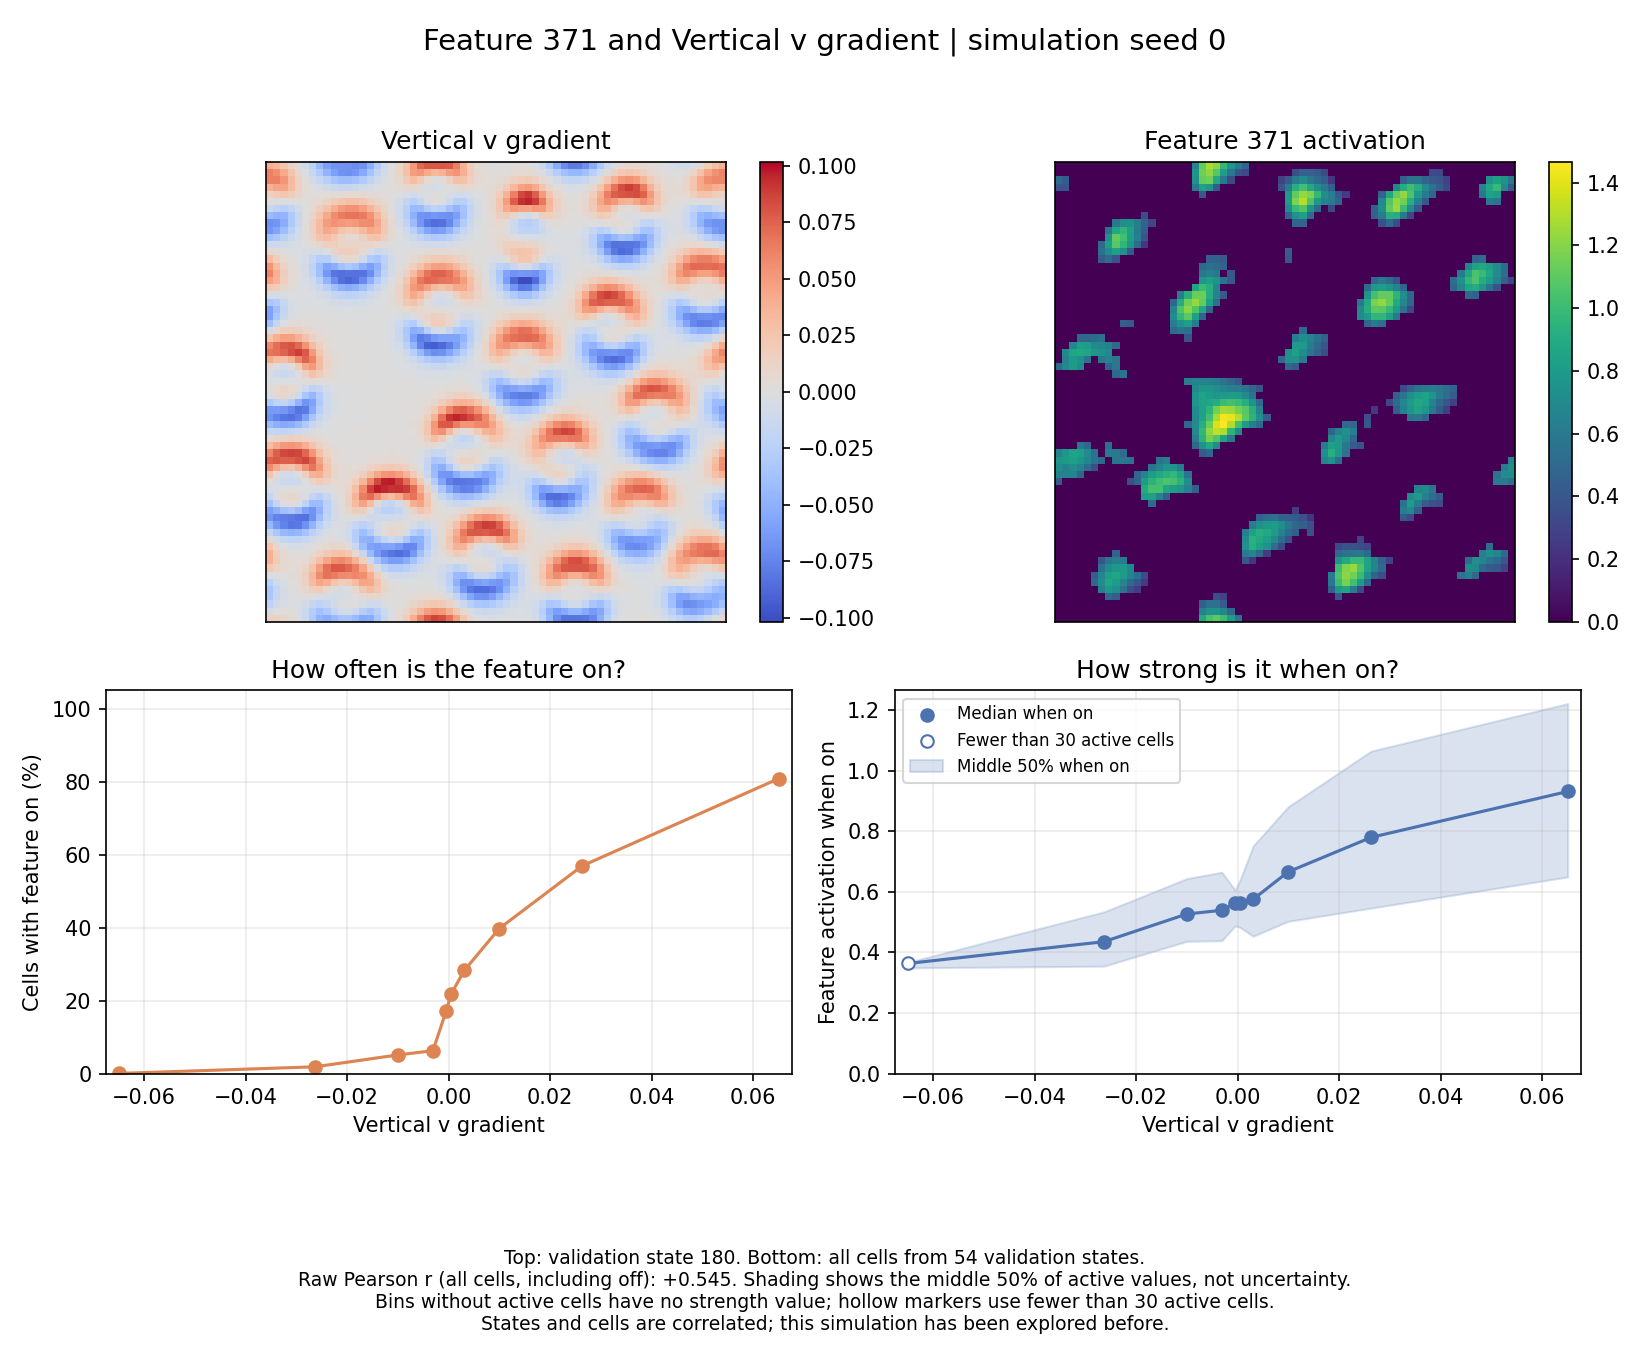 Feature 371 and Vertical v gradient | simulation seed 0
Vertical v gradient
0.100
0.075
0.050
0.025
0.000
−0.025
−0.050
−0.075
−0.100
Feature 371 activation
1.4
1.2
1.0
0.8
0.6
0.4
0.2
0.0
How often is the feature on?
Cells with feature on (%)
100
80
60
40
20
0
−0.06
−0.04
−0.02
0.00
0.02
0.04
0.06
Vertical v gradient
How strong is it when on?
Median when on
Fewer than 30 active cells
Middle 50% when on
Feature activation when on
1.2
1.0
0.8
0.6
0.4
0.2
0.0
−0.06
−0.04
−0.02
0.00
0.02
0.04
0.06
Vertical v gradient
Top: validation state 180. Bottom: all cells from 54 validation states.
Raw Pearson r (all cells, including off): +0.545. Shading shows the middle 50% of active values, not uncertainty.
Bins without active cells have no strength value; hollow markers use fewer than 30 active cells.
States and cells are correlated; this simulation has been explored before.